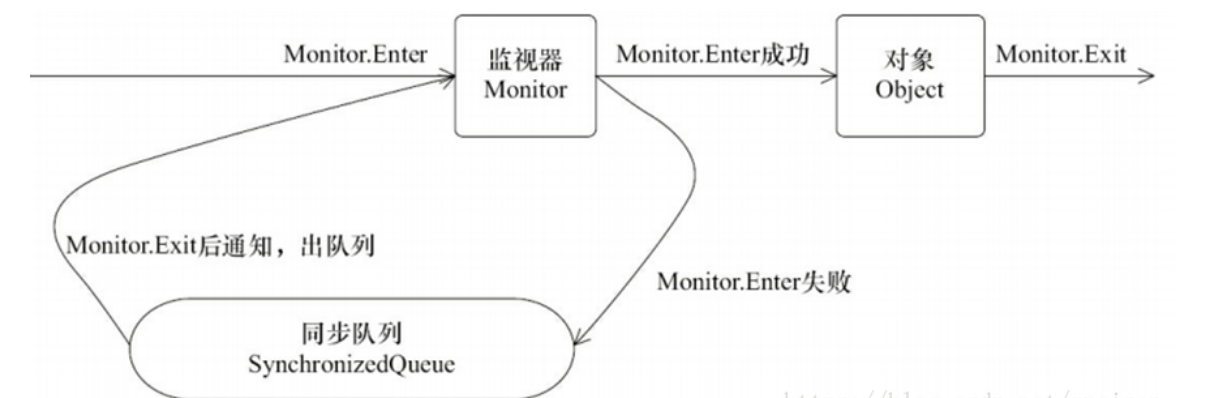 Monitor.Enter
监视器
Monitor
Monitor.Enter成功
对象
Object
Monitor.Exit
Monitor.Exit后通知，出队列
Monitor.Enter失败
同步队列
SynchronizedQueue